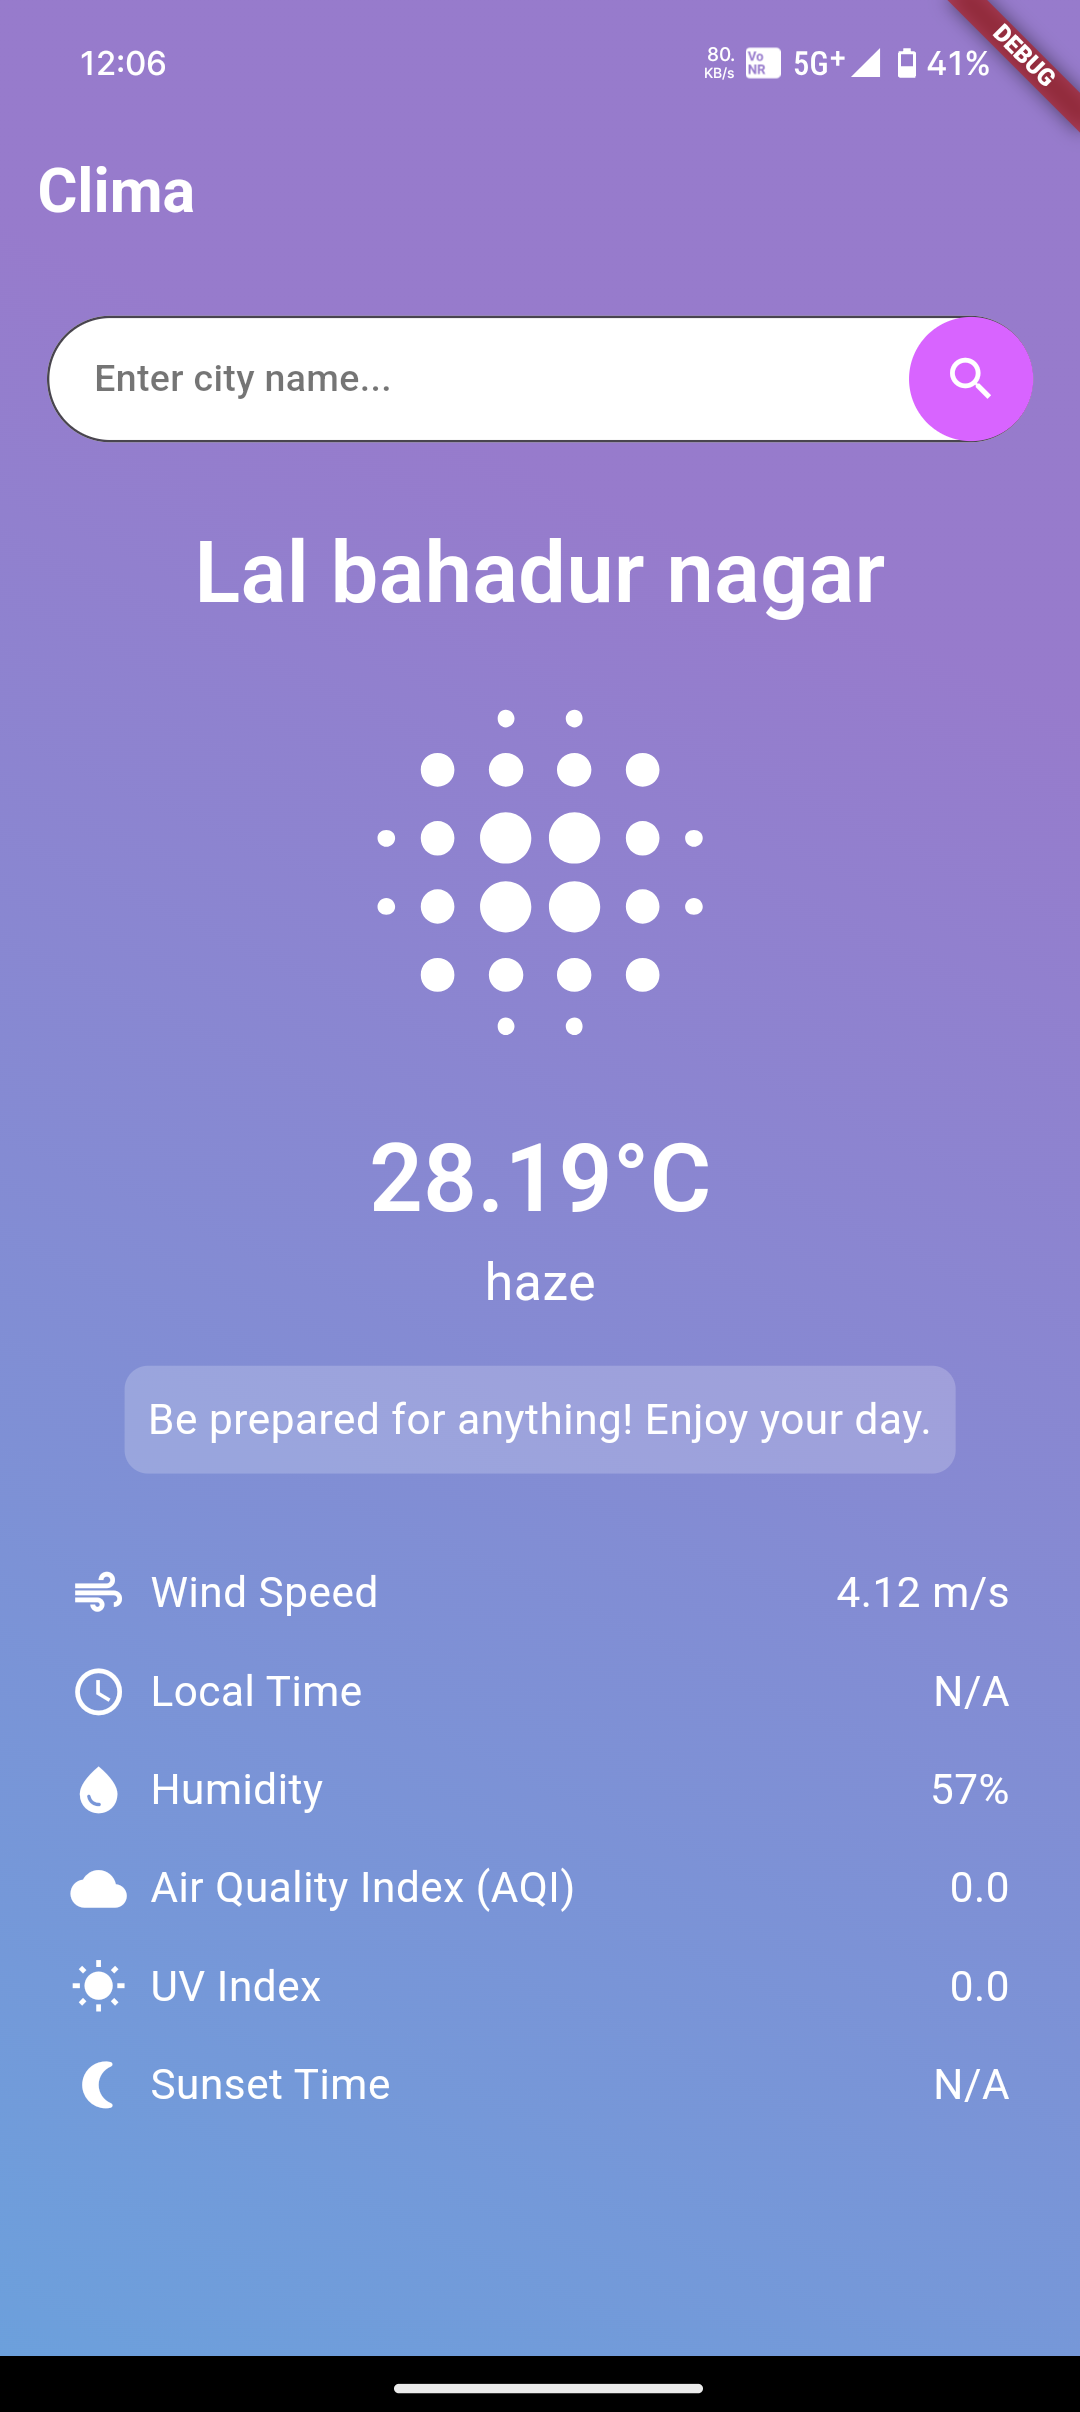 12:06
80.
KB/s
Vo
NR
5G+
41%
DEBUG
Clima
Enter city name...
Lal bahadur nagar
28.19°C
haze
Be prepared for anything! Enjoy your day.
Wind Speed 4.12 m/s
Local Time N/A
Humidity 57%
Air Quality Index (AQI) 0.0
UV Index 0.0
Sunset Time N/A